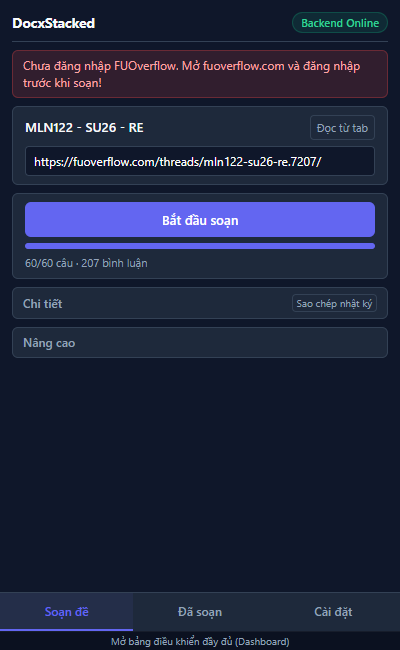 DocxStacked
Backend Online
Chưa đăng nhập FUOverflow. Mở fuoverflow.com và đăng nhập
trước khi soạn!
MLN122 - SU26 - RE
Đọc từ tab
https://fuoverflow.com/threads/mln122-su26-re.7207/
Bắt đầu soạn
60/60 câu · 207 bình luận
Chi tiết
Sao chép nhật ký
Nâng cao
Soạn đề
Đã soạn
Cài đặt
Mở bảng điều khiển đầy đủ (Dashboard)